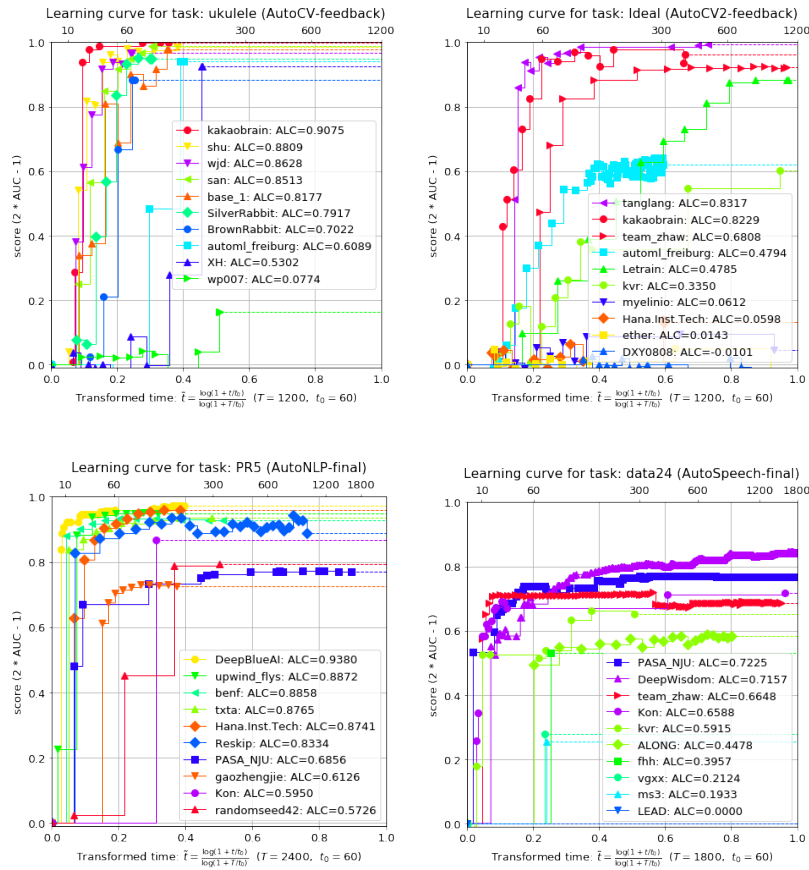 Learning curve for task: ukulele (AutoCV-feedback)
10 60 180 300 600 1200
1.0
0.8
0.6
0.4
0.2
0.0
score (2 * AUC - 1)
kakaobrain: ALC=0.9075
shu: ALC=0.8809
wjd: ALC=0.8628
san: ALC=0.8513
base_1: ALC=0.8177
SilverRabbit: ALC=0.7917
BrownRabbit: ALC=0.7022
automl_freiburg: ALC=0.6089
XH: ALC=0.5302
wp007: ALC=0.0774
0.0 0.2 0.4 0.6 0.8 1.0
Transformed time: t̃ = log(1+t/t₀)/log(1+T/t₀) (T = 1200, t₀ = 60)
Learning curve for task: Ideal (AutoCV2-feedback)
10 60 180 300 600 1200
1.0
0.8
0.6
0.4
0.2
0.0
score (2 * AUC - 1)
tanglang: ALC=0.8317
kakaobrain: ALC=0.8229
team_zhaw: ALC=0.6808
automl_freiburg: ALC=0.4794
Letrain: ALC=0.4785
kvr: ALC=0.3350
myelinio: ALC=0.0612
Hana.Inst.Tech: ALC=0.0598
ether: ALC=0.0143
DXY0808: ALC=-0.0101
0.0 0.2 0.4 0.6 0.8 1.0
Transformed time: t̃ = log(1+t/t₀)/log(1+T/t₀) (T = 1200, t₀ = 60)
Learning curve for task: PR5 (AutoNLP-final)
10 60 180 300 600 1200 1800
1.0
0.8
0.6
0.4
0.2
0.0
score (2 * AUC - 1)
DeepBlueAI: ALC=0.9380
upwind_flys: ALC=0.8872
benf: ALC=0.8858
txta: ALC=0.8765
Hana.Inst.Tech: ALC=0.8741
Reskip: ALC=0.8334
PASA_NJU: ALC=0.6856
gaozhengjie: ALC=0.6126
Kon: ALC=0.5950
randomseed42: ALC=0.5726
0.0 0.2 0.4 0.6 0.8 1.0
Transformed time: t̃ = log(1+t/t₀)/log(1+T/t₀) (T = 2400, t₀ = 60)
Learning curve for task: data24 (AutoSpeech-final)
10 60 180 300 600 1200 1800
1.0
0.8
0.6
0.4
0.2
0.0
score (2 * AUC - 1)
PASA_NJU: ALC=0.7225
DeepWisdom: ALC=0.7157
team_zhaw: ALC=0.6648
Kon: ALC=0.6588
kvr: ALC=0.5915
ALONG: ALC=0.4478
fhh: ALC=0.3957
vgxx: ALC=0.2124
ms3: ALC=0.1933
LEAD: ALC=0.0000
0.0 0.2 0.4 0.6 0.8 1.0
Transformed time: t̃ = log(1+t/t₀)/log(1+T/t₀) (T = 1800, t₀ = 60)